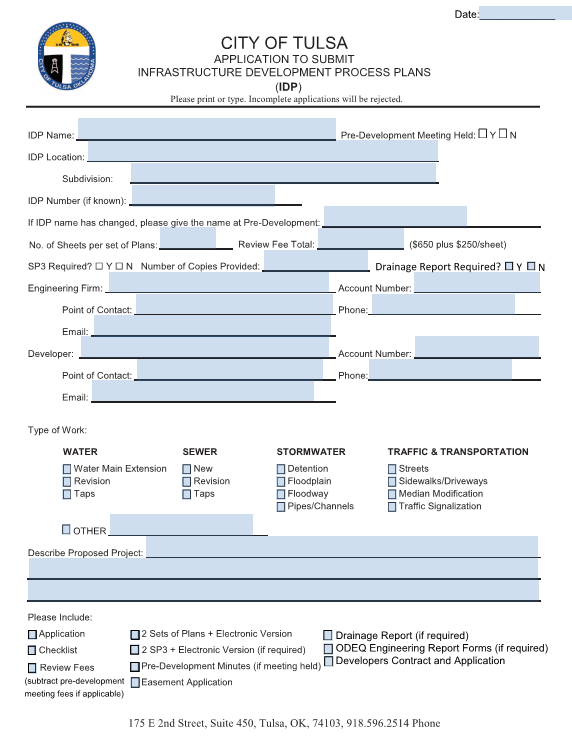 Date:
CITY OF TULSA
APPLICATION TO SUBMIT
INFRASTRUCTURE DEVELOPMENT PROCESS PLANS
(IDP)
Please print or type. Incomplete applications will be rejected.
CITY OF TULSA OKLAHOMA
IDP Name: Pre-Development Meeting Held: ☐ Y ☐ N
IDP Location:
Subdivision:
IDP Number (if known):
If IDP name has changed, please give the name at Pre-Development:
No. of Sheets per set of Plans: Review Fee Total: ($650 plus $250/sheet)
SP3 Required? ☐ Y ☐ N Number of Copies Provided: Drainage Report Required? ☐ Y ☐ N
Engineering Firm: Account Number:
Point of Contact: Phone:
Email:
Developer: Account Number:
Point of Contact: Phone:
Email:
Type of Work:
WATER SEWER STORMWATER TRAFFIC & TRANSPORTATION
☐ Water Main Extension ☐ New ☐ Detention ☐ Streets
☐ Revision ☐ Revision ☐ Floodplain ☐ Sidewalks/Driveways
☐ Taps ☐ Taps ☐ Floodway ☐ Median Modification
☐ Pipes/Channels ☐ Traffic Signalization
☐ OTHER
Describe Proposed Project:
Please Include:
☐ Application ☐ 2 Sets of Plans + Electronic Version ☐ Drainage Report (if required)
☐ Checklist ☐ 2 SP3 + Electronic Version (if required) ☐ ODEQ Engineering Report Forms (if required)
☐ Review Fees ☐ Pre-Development Minutes (if meeting held) ☐ Developers Contract and Application
(subtract pre-development ☐ Easement Application
meeting fees if applicable)
175 E 2nd Street, Suite 450, Tulsa, OK, 74103, 918.596.2514 Phone